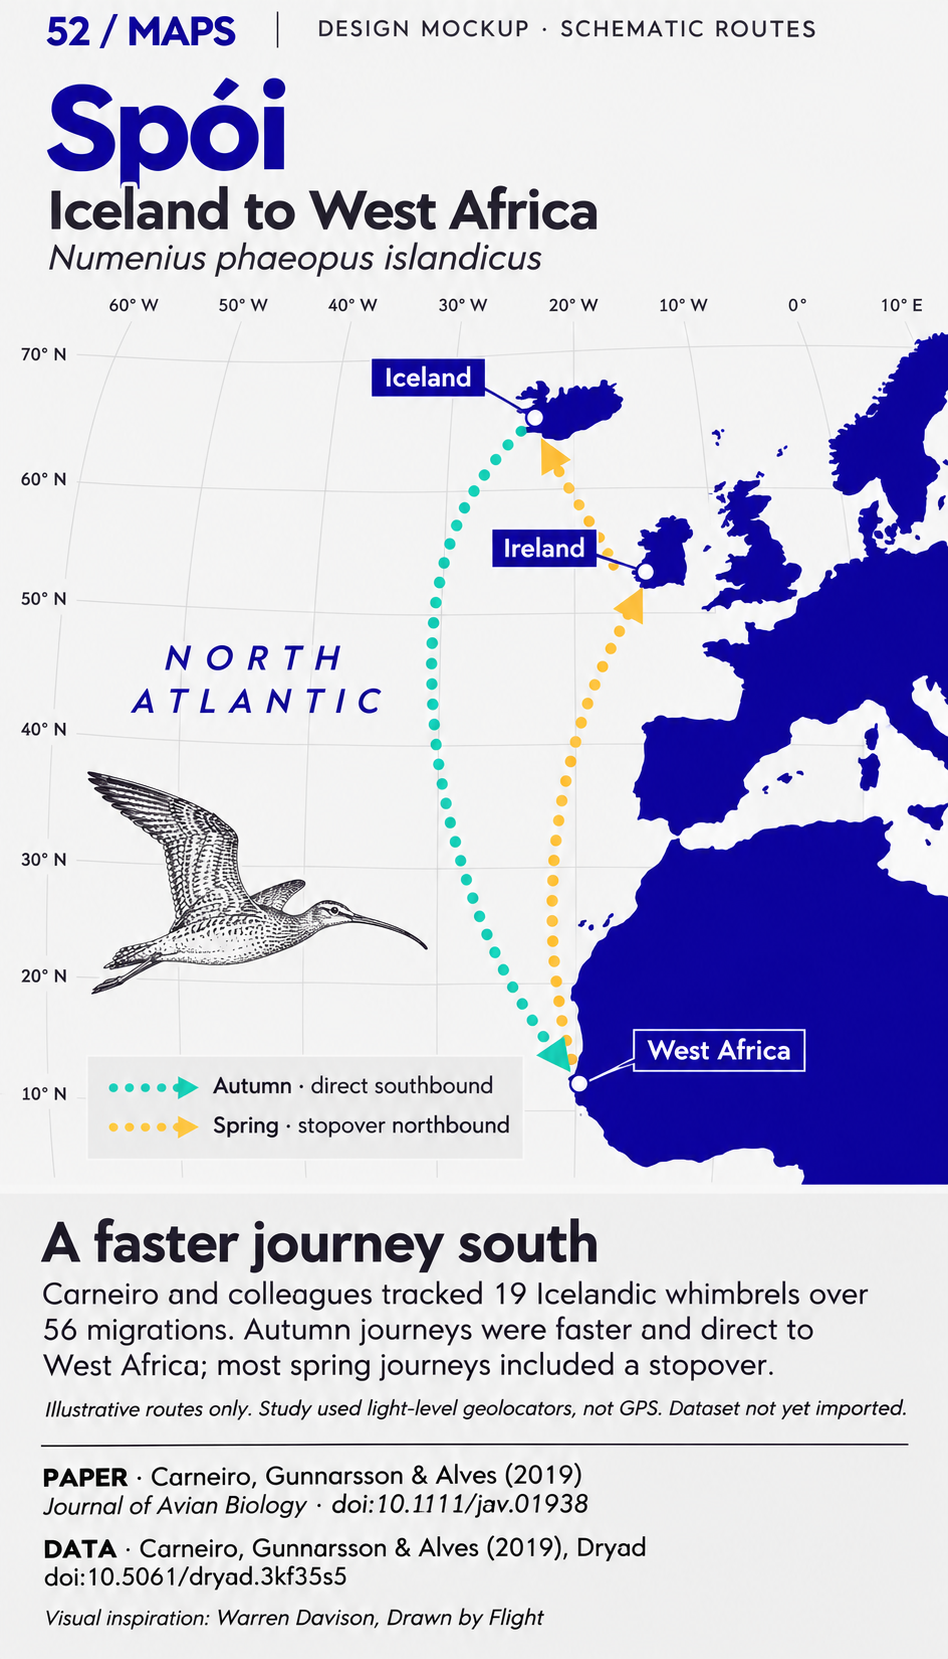 52 / MAPS | DESIGN MOCKUP · SCHEMATIC ROUTES
Spói
Iceland to West Africa
Numenius phaeopus islandicus
60° W 50° W 40° W 30° W 20° W 10° W 0° 10° E
70° N
Iceland
60° N
Ireland
50° N
NORTH
ATLANTIC
40° N
30° N
20° N
West Africa
10° N
Autumn · direct southbound
Spring · stopover northbound
A faster journey south
Carneiro and colleagues tracked 19 Icelandic whimbrels over
56 migrations. Autumn journeys were faster and direct to
West Africa; most spring journeys included a stopover.
Illustrative routes only. Study used light-level geolocators, not GPS. Dataset not yet imported.
PAPER · Carneiro, Gunnarsson & Alves (2019)
Journal of Avian Biology · doi:10.1111/jav.01938
DATA · Carneiro, Gunnarsson & Alves (2019), Dryad
doi:10.5061/dryad.3kf35s5
Visual inspiration: Warren Davison, Drawn by Flight